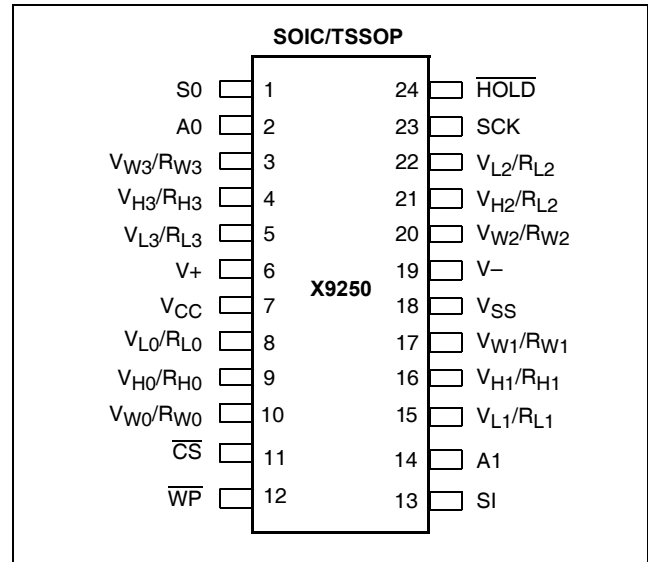 SOIC/TSSOP
S0 1 24 HOLD
A0 2 23 SCK
VW3/RW3 3 22 VL2/RL2
VH3/RH3 4 21 VH2/RL2
VL3/RL3 5 20 VW2/RW2
V+ 6 19 V–
X9250
VCC 7 18 VSS
VL0/RL0 8 17 VW1/RW1
VH0/RH0 9 16 VH1/RH1
VW0/RW0 10 15 VL1/RL1
CS 11 14 A1
WP 12 13 SI